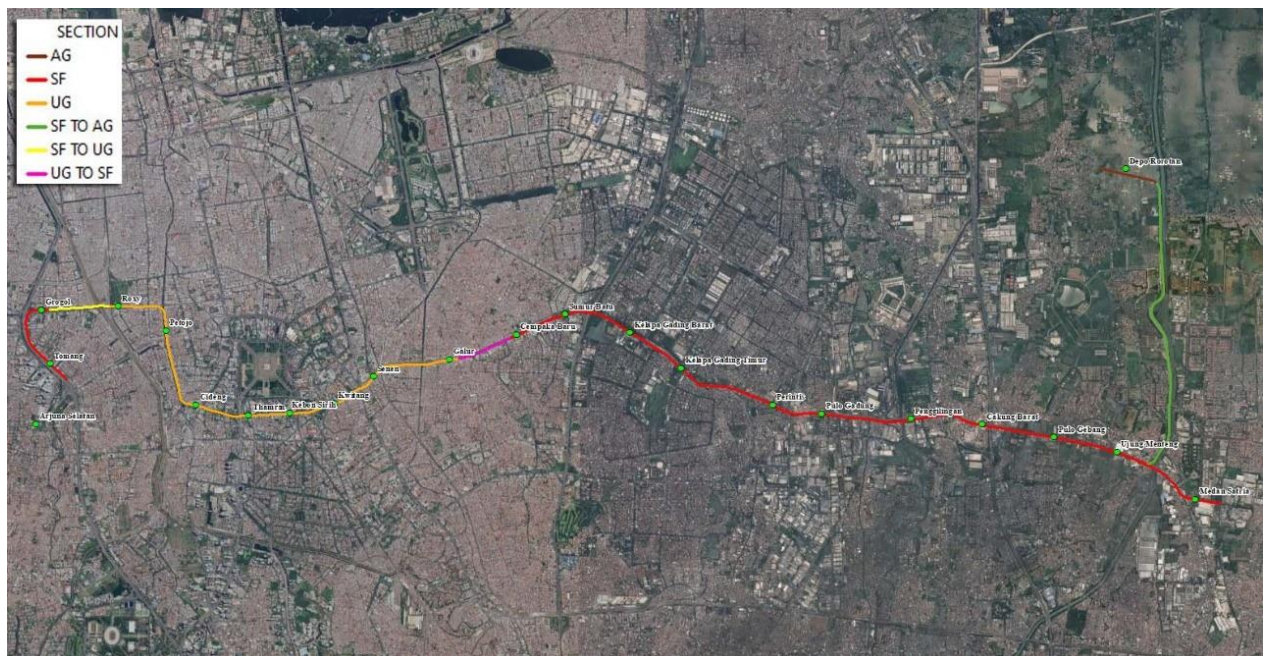 SECTION
AG
SF
UG
SF TO AG
SF TO UG
UG TO SF
Depo Rorotan
Grogol
Roxy
Petojo
Tomang
Sumur Batu
Cempaka Baru
Kelapa Gading Barat
Galur
Kelapa Gading Timur
Senen
Cideng
Kwitang
Thamrin
Kebon Sirih
Arjuna Selatan
Perintis
Pulo Gadung
Penggilingan
Cakung Barat
Pulo Gebang
Ujung Menteng
Medan Satria